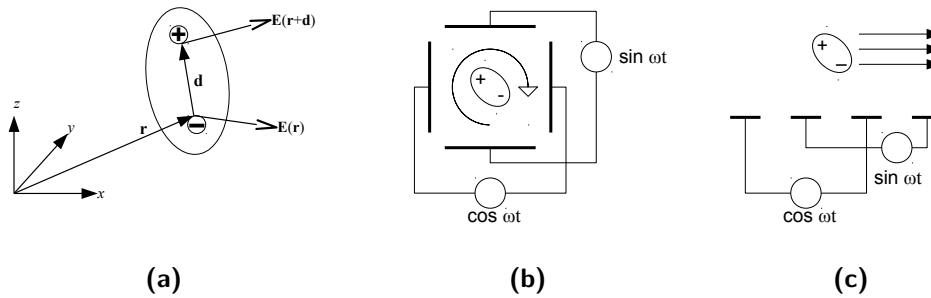 E(r+d)
d
z
y
r
E(r)
x
sin ωt
+
-
cos ωt
+
−
sin ωt
cos ωt
(a)
(b)
(c)